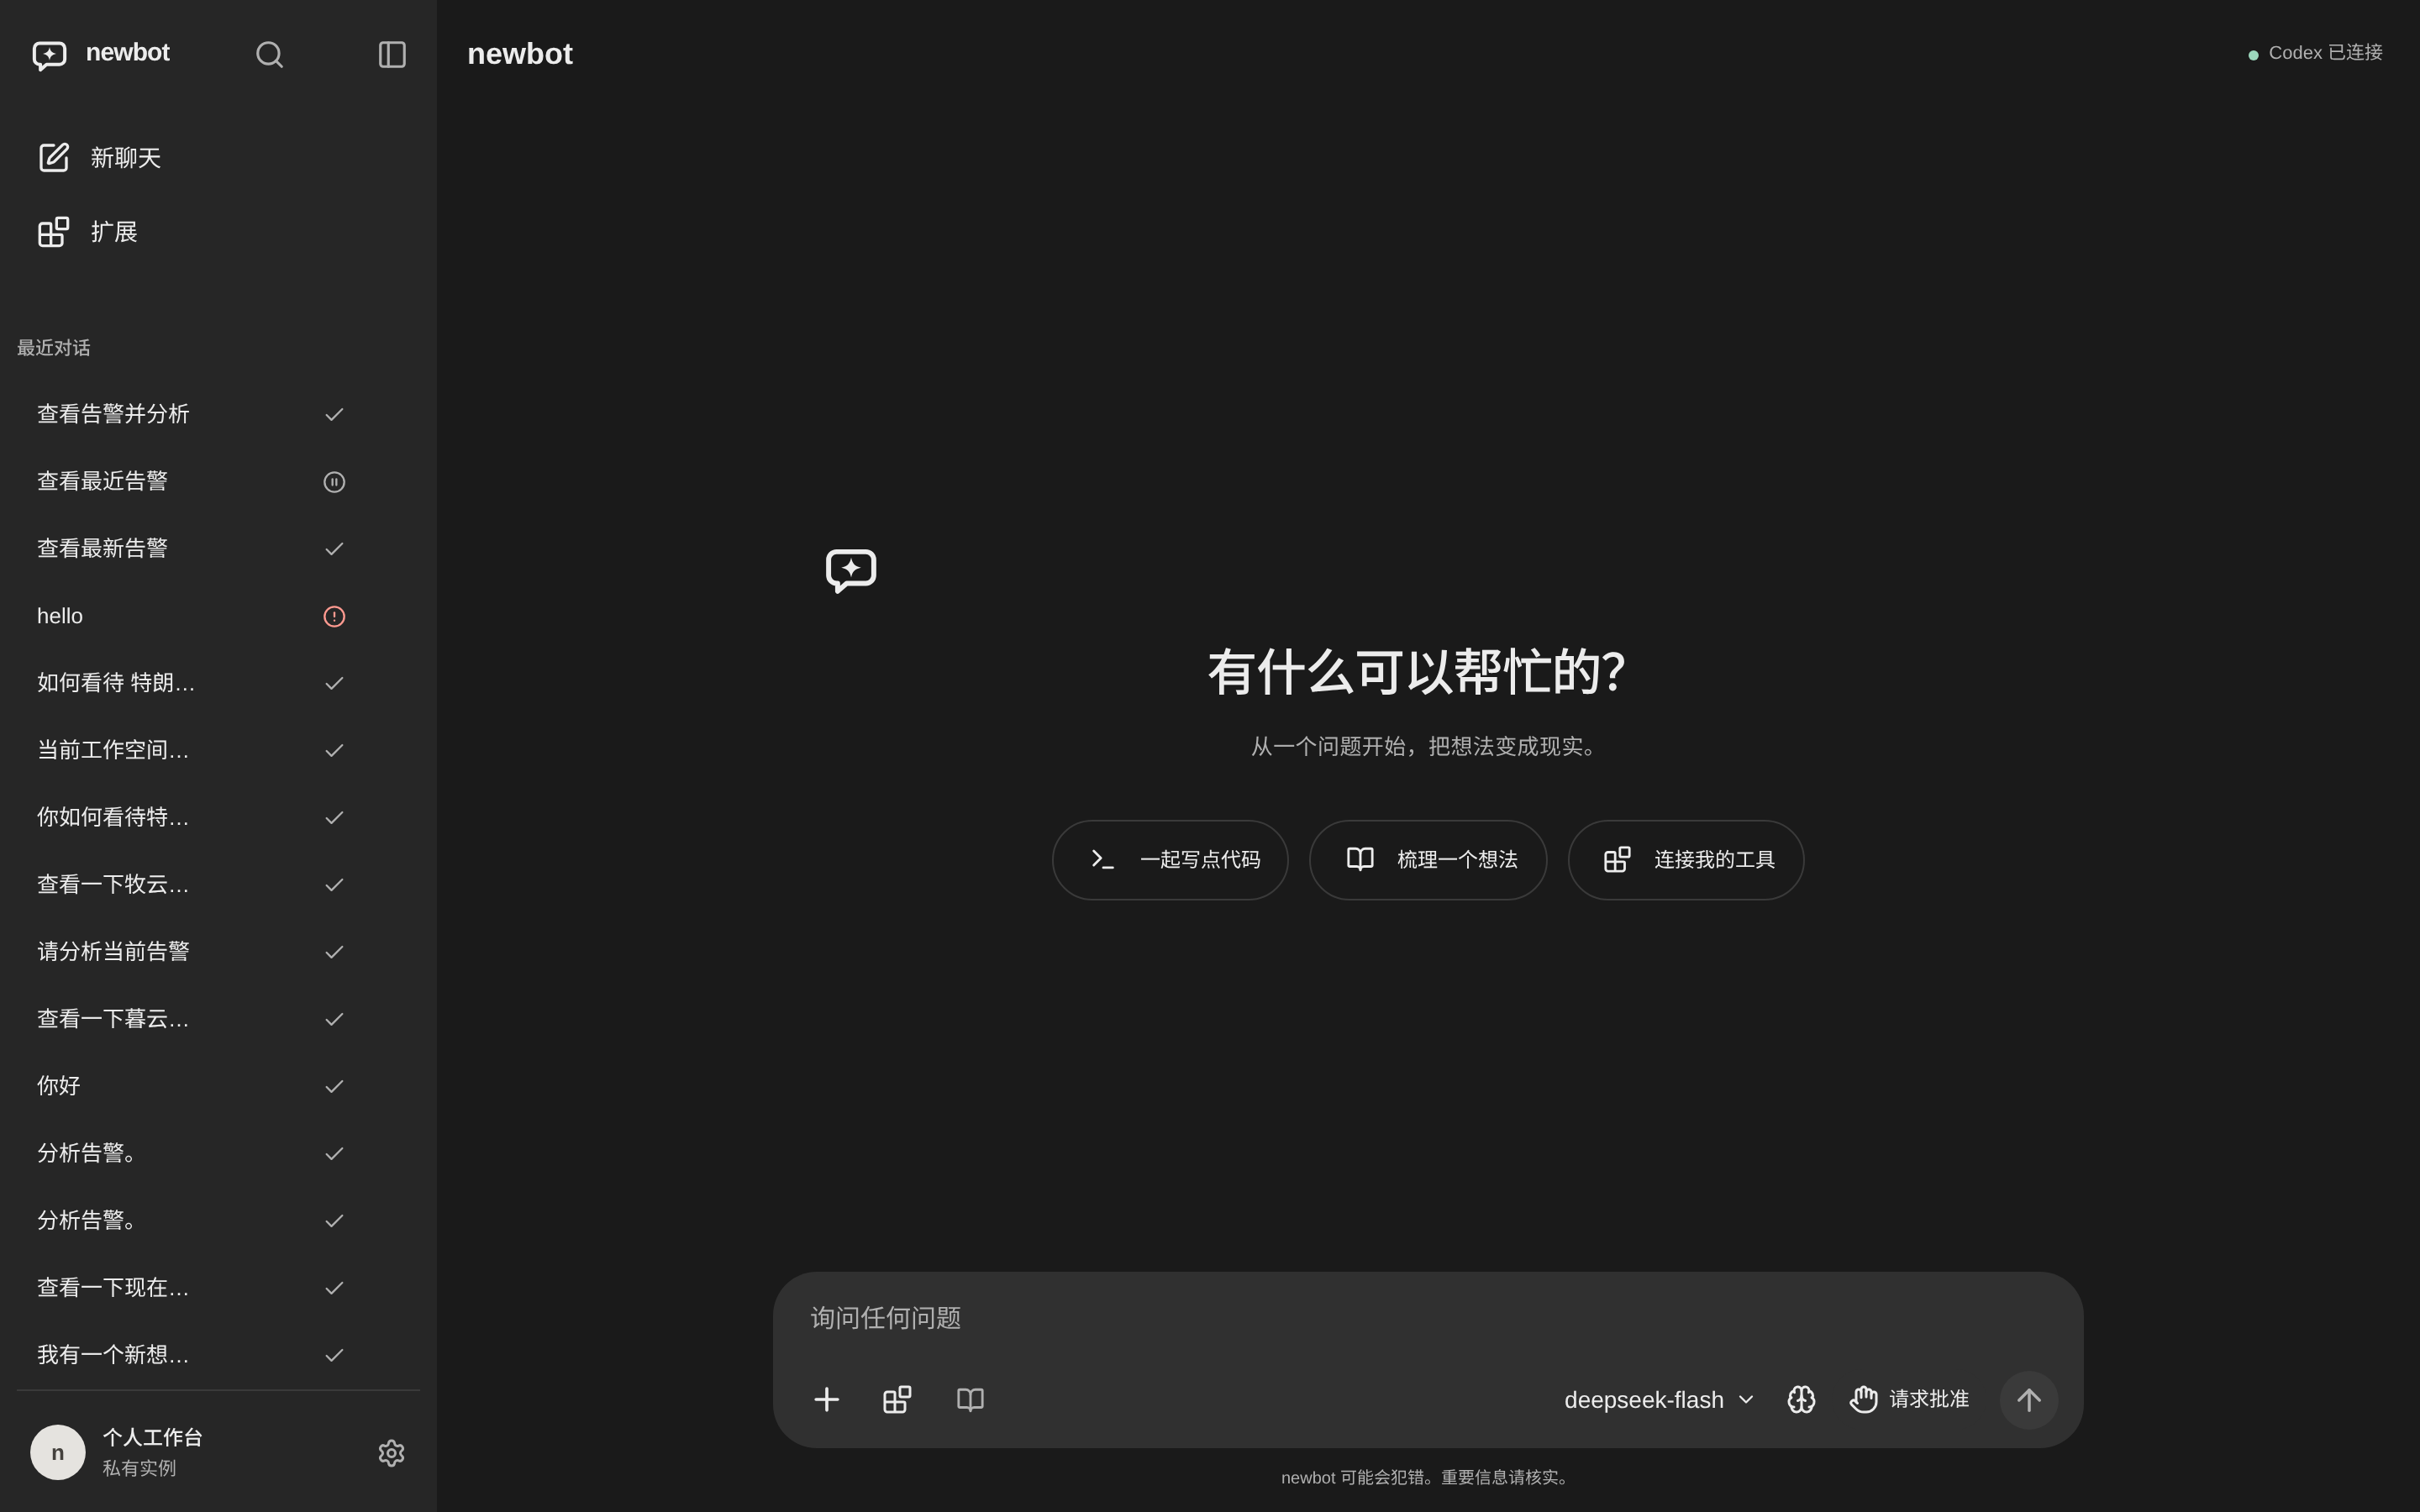 newbot
新聊天
扩展
最近对话
查看告警并分析
查看最近告警
查看最新告警
hello
如何看待 特朗…
当前工作空间…
你如何看待特…
查看一下牧云…
请分析当前告警
查看一下暮云…
你好
分析告警。
分析告警。
查看一下现在…
我有一个新想…
n
个人工作台
私有实例
newbot
Codex 已连接
有什么可以帮忙的?
从一个问题开始，把想法变成现实。
一起写点代码
梳理一个想法
连接我的工具
询问任何问题
deepseek-flash
请求批准
newbot 可能会犯错。重要信息请核实。